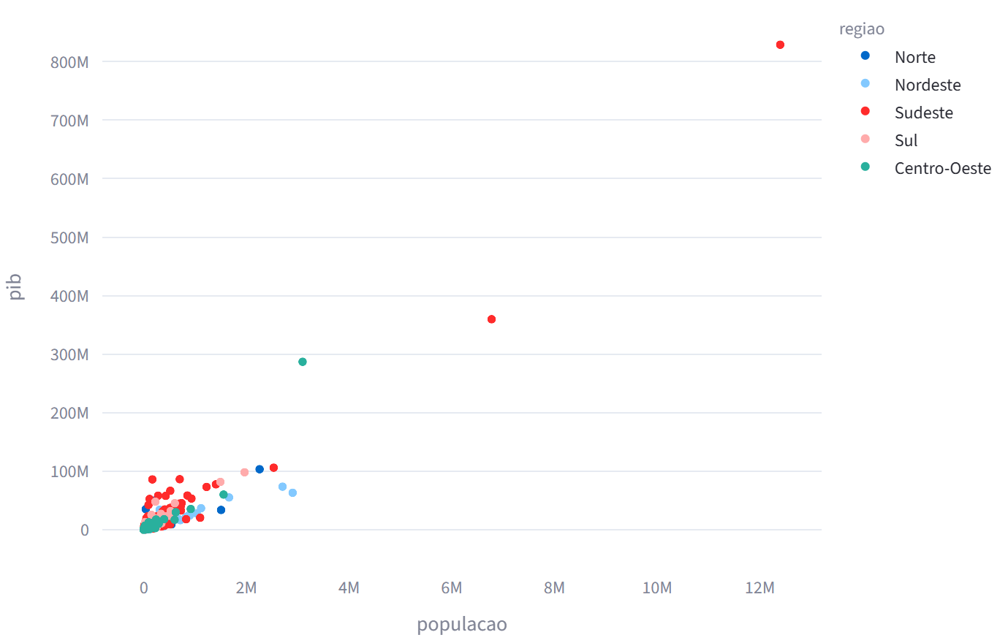 regiao
Norte
Nordeste
Sudeste
Sul
Centro-Oeste
800M
700M
600M
500M
400M
300M
200M
100M
0
pib
0 2M 4M 6M 8M 10M 12M
populacao